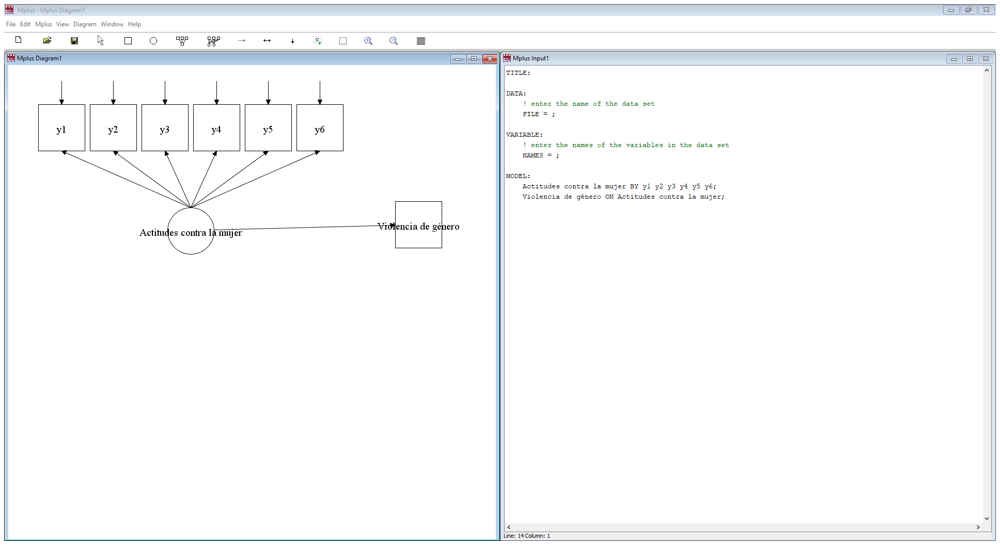 Mplus - Mplus Diagram1
File Edit Mplus View Diagram Window Help
C
RUN
Mplus Diagram1
y1 y2 y3 y4 y5 y6
Actitudes contra la mujer
Violencia de género
Mplus Input1
TITLE:
DATA:
! enter the name of the data set
FILE = ;
VARIABLE:
! enter the names of the variables in the data set
NAMES = ;
MODEL:
Actitudes contra la mujer BY y1 y2 y3 y4 y5 y6;
Violencia de género ON Actitudes contra la mujer;
Line: 14 Column: 1